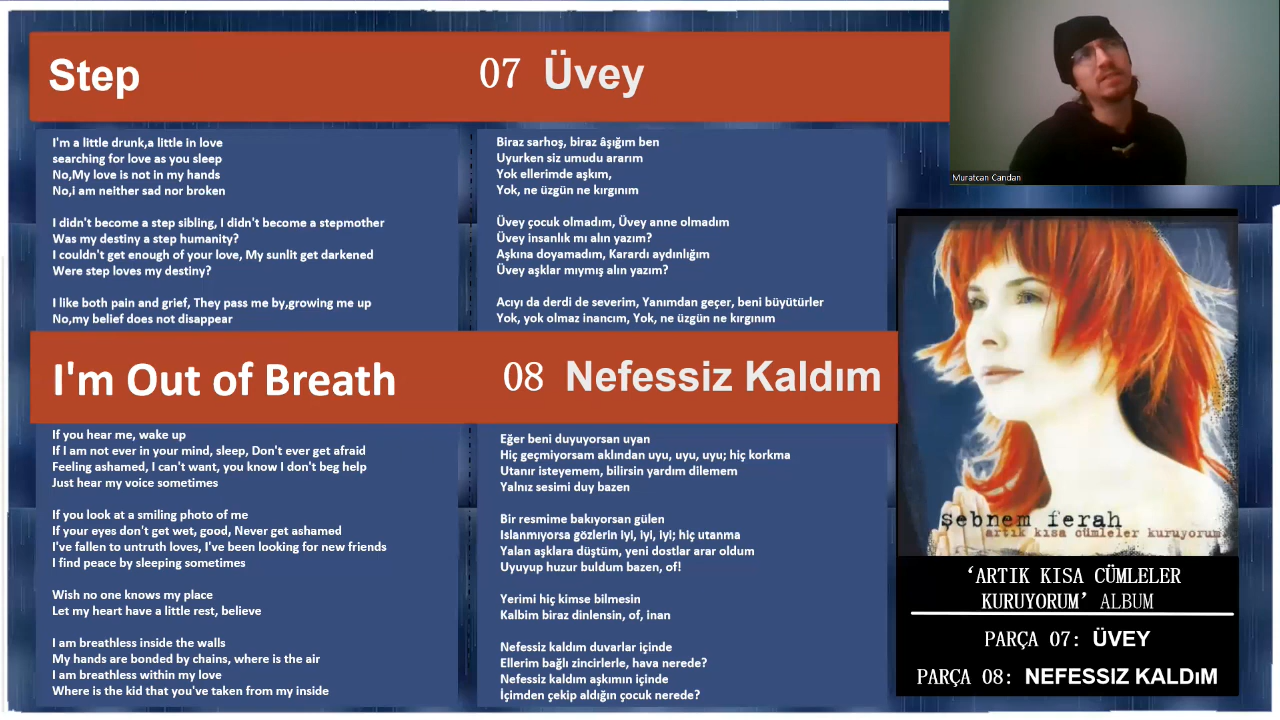 Step
07 Üvey
I'm a little drunk,a little in love
searching for love as you sleep
No,My love is not in my hands
No,i am neither sad nor broken
I didn't become a step sibling, I didn't become a stepmother
Was my destiny a step humanity?
I couldn't get enough of your love, My sunlit get darkened
Were step loves my destiny?
I like both pain and grief, They pass me by,growing me up
No,my belief does not disappear
Biraz sarhoş, biraz âşığım ben
Uyurken siz umudu ararım
Yok ellerimde aşkım,
Yok, ne üzgün ne kırgınım
Üvey çocuk olmadım, Üvey anne olmadım
Üvey insanlık mı alın yazım?
Aşkına doyamadım, Karardı aydınlığım
Üvey aşklar mıymış alın yazım?
Acıyı da derdi de severim, Yanımdan geçer, beni büyütürler
Yok, yok olmaz inancım, Yok, ne üzgün ne kırgınım
I'm Out of Breath
08 Nefessiz Kaldım
If you hear me, wake up
If I am not ever in your mind, sleep, Don't ever get afraid
Feeling ashamed, I can't want, you know I don't beg help
Just hear my voice sometimes
If you look at a smiling photo of me
If your eyes don't get wet, good, Never get ashamed
I've fallen to untruth loves, I've been looking for new friends
I find peace by sleeping sometimes
Wish no one knows my place
Let my heart have a little rest, believe
I am breathless inside the walls
My hands are bonded by chains, where is the air
I am breathless within my love
Where is the kid that you've taken from my inside
Eğer beni duyuyorsan uyan
Hiç geçmiyorsam aklından uyu, uyu, uyu; hiç korkma
Utanır isteyemem, bilirsin yardım dilemem
Yalnız sesimi duy bazen
Bir resmime bakıyorsan gülen
Islanmıyorsa gözlerin iyi, iyi, iyi; hiç utanma
Yalan aşklara düştüm, yeni dostlar arar oldum
Uyuyup huzur buldum bazen, of!
Yerimi hiç kimse bilmesin
Kalbim biraz dinlensin, of, inan
Nefessiz kaldım duvarlar içinde
Ellerim bağlı zincirlerle, hava nerede?
Nefessiz kaldım aşkımın içinde
İçimden çekip aldığın çocuk nerede?
Muratcan Candan
şebnem ferah
artık kısa cümleler kuruyorum
'ARTIK KISA CÜMLELER
KURUYORUM' ALBUM
PARÇA 07: ÜVEY
PARÇA 08: NEFESSIZ KALDıM